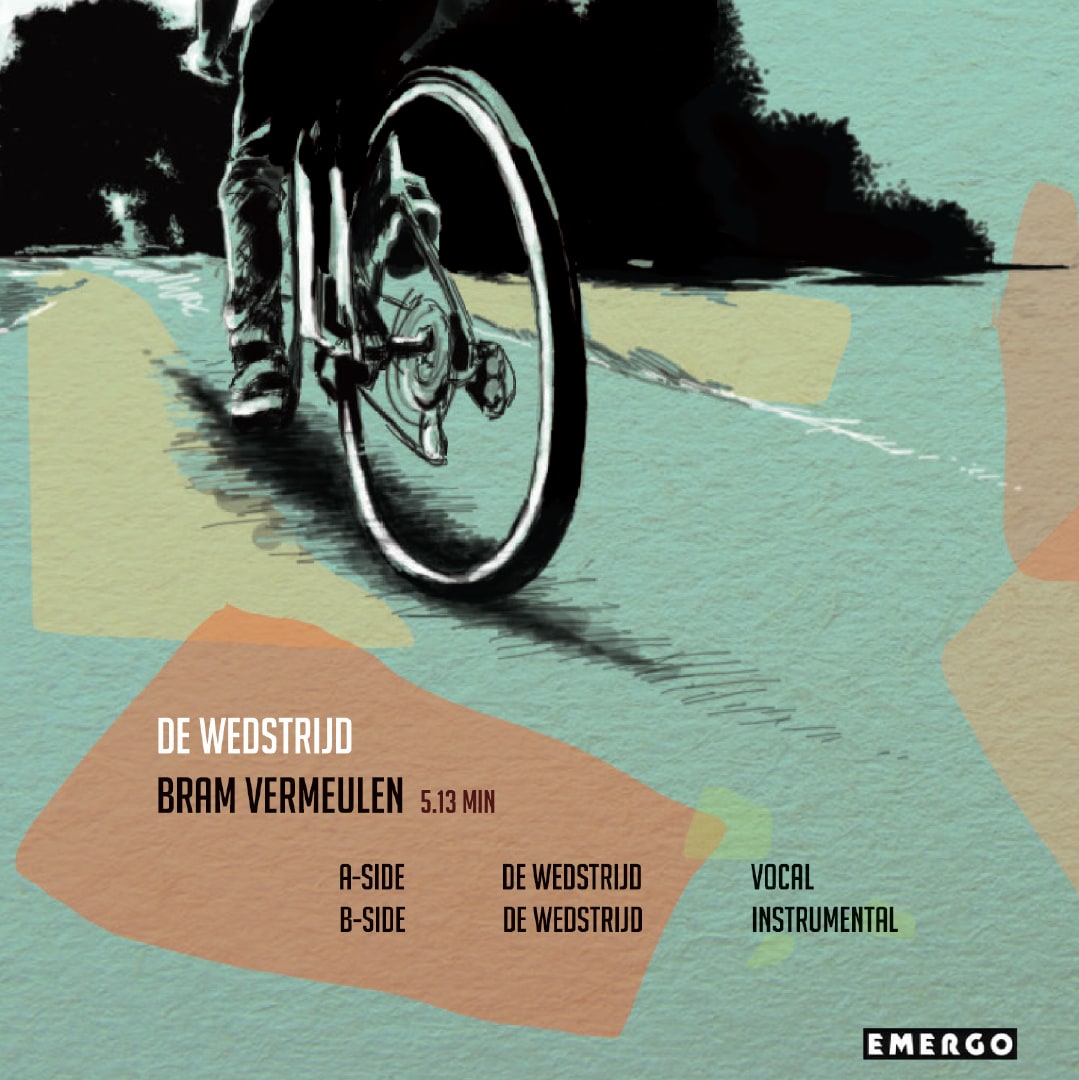 DE WEDSTRIJD
BRAM VERMEULEN 5.13 MIN
A-SIDE DE WEDSTRIJD VOCAL
B-SIDE DE WEDSTRIJD INSTRUMENTAL
EMERGO